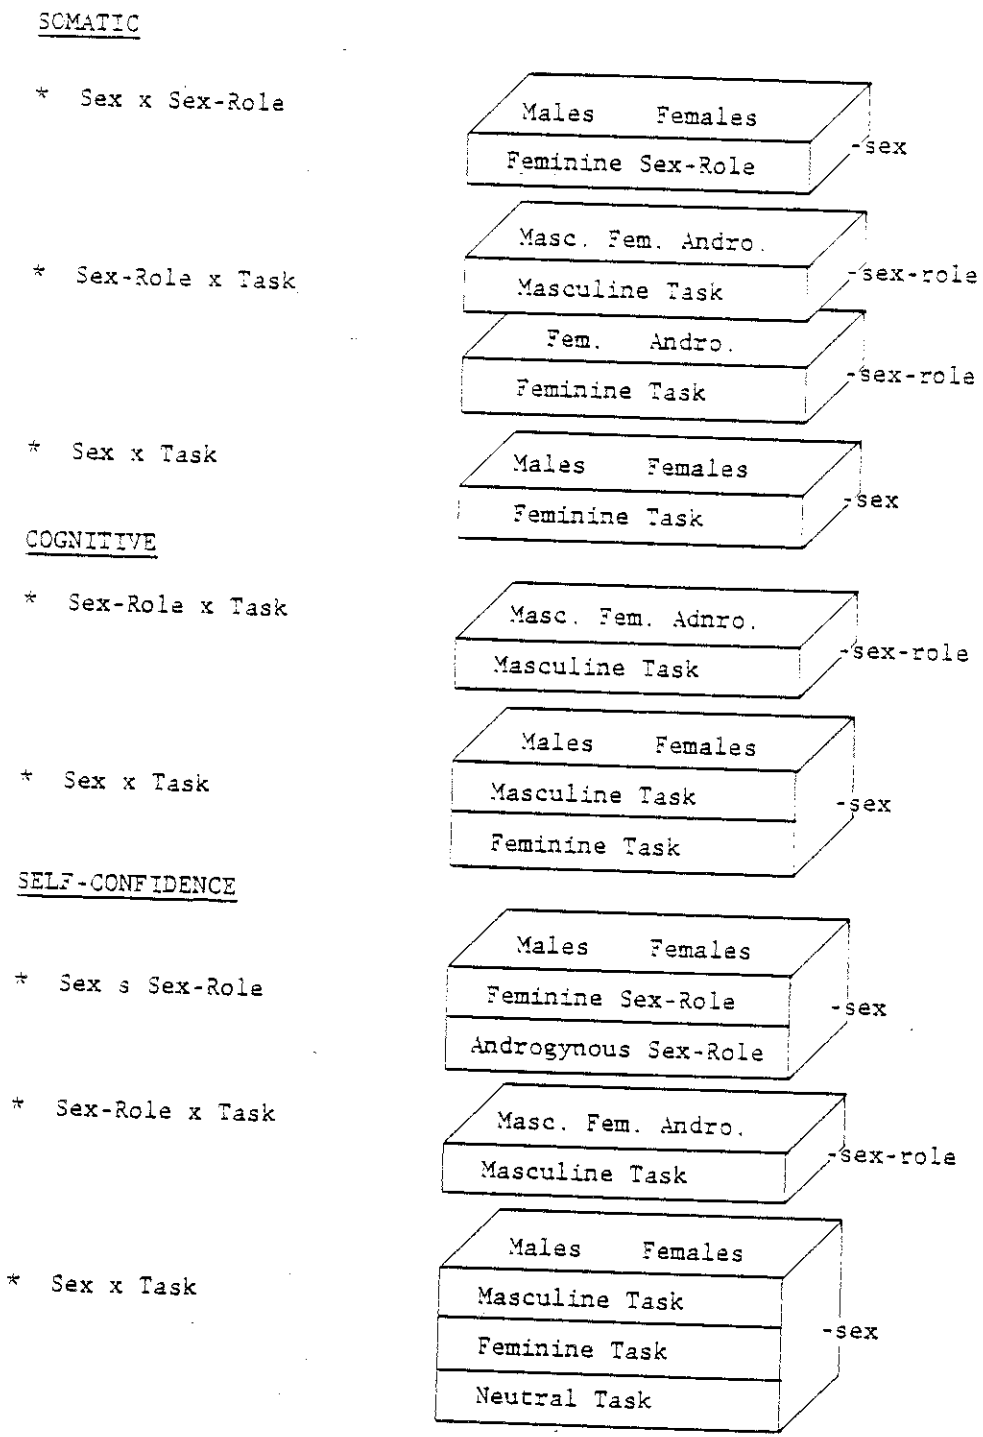 SOMATIC
* Sex x Sex-Role
Males Females
-sex
Feminine Sex-Role
* Sex-Role x Task
Masc. Fem. Andro.
-sex-role
Masculine Task
Fem. Andro.
-sex-role
Feminine Task
* Sex x Task
Males Females
-sex
Feminine Task
COGNITIVE
* Sex-Role x Task
Masc. Fem. Adnro.
-sex-role
Masculine Task
* Sex x Task
Males Females
Masculine Task
-sex
Feminine Task
SELF-CONFIDENCE
* Sex s Sex-Role
Males Females
Feminine Sex-Role
-sex
Androgynous Sex-Role
* Sex-Role x Task
Masc. Fem. Andro.
-sex-role
Masculine Task
* Sex x Task
Males Females
Masculine Task
-sex
Feminine Task
Neutral Task